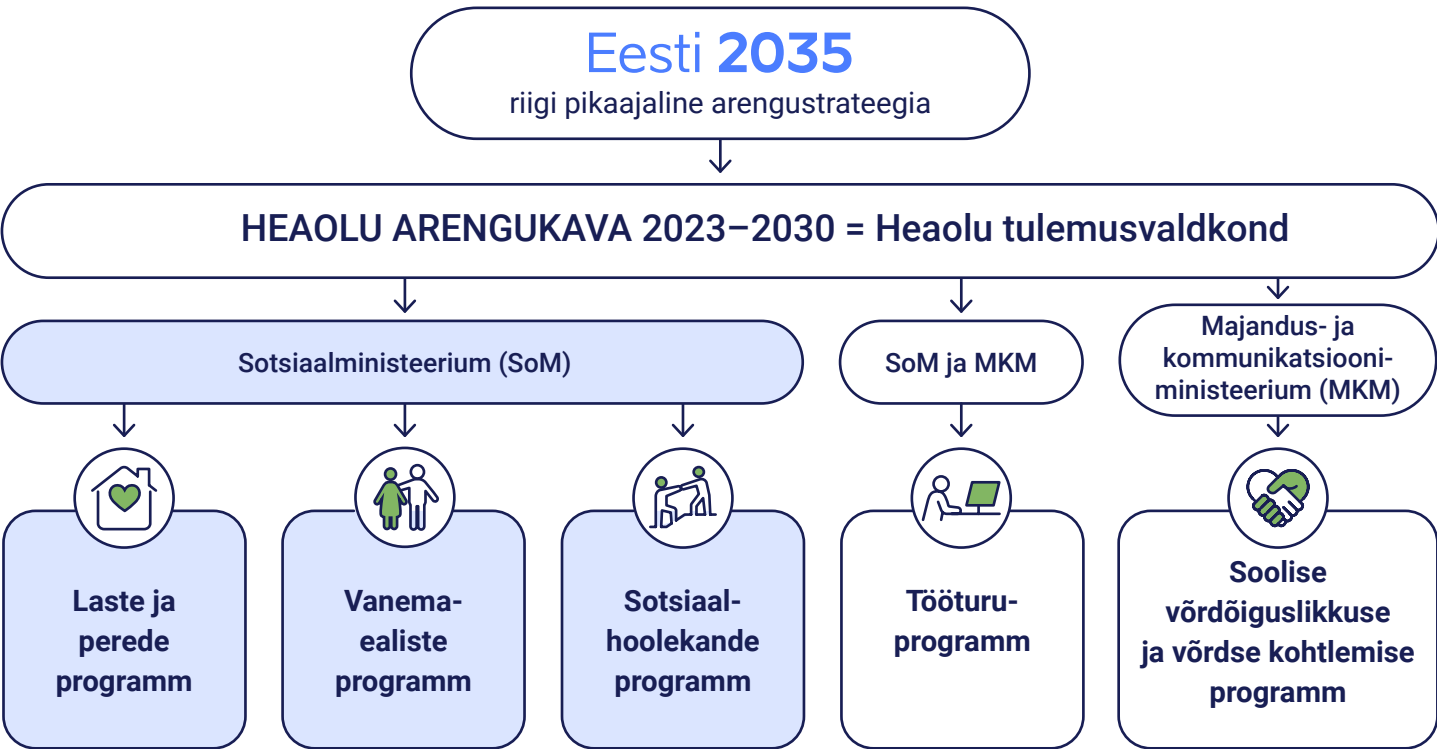 Eesti 2035
riigi pikaajaline arengustrateegia
HEAOLU ARENGUKAVA 2023–2030 = Heaolu tulemusvaldkond
Sotsiaalministeerium (SoM)
SoM ja MKM
Majandus- ja
kommunikatsiooni-
ministeerium (MKM)
Laste ja
perede
programm
Vanema-
ealiste
programm
Sotsiaal-
hoolekande
programm
Tööturu-
programm
Soolise
võrdõiguslikkuse
ja võrdse kohtlemise
programm